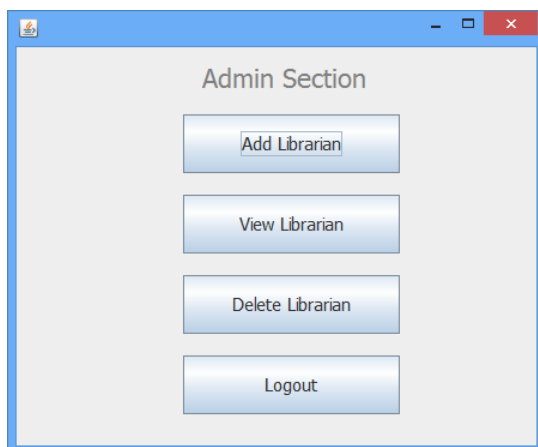 Admin Section
Add Librarian
View Librarian
Delete Librarian
Logout